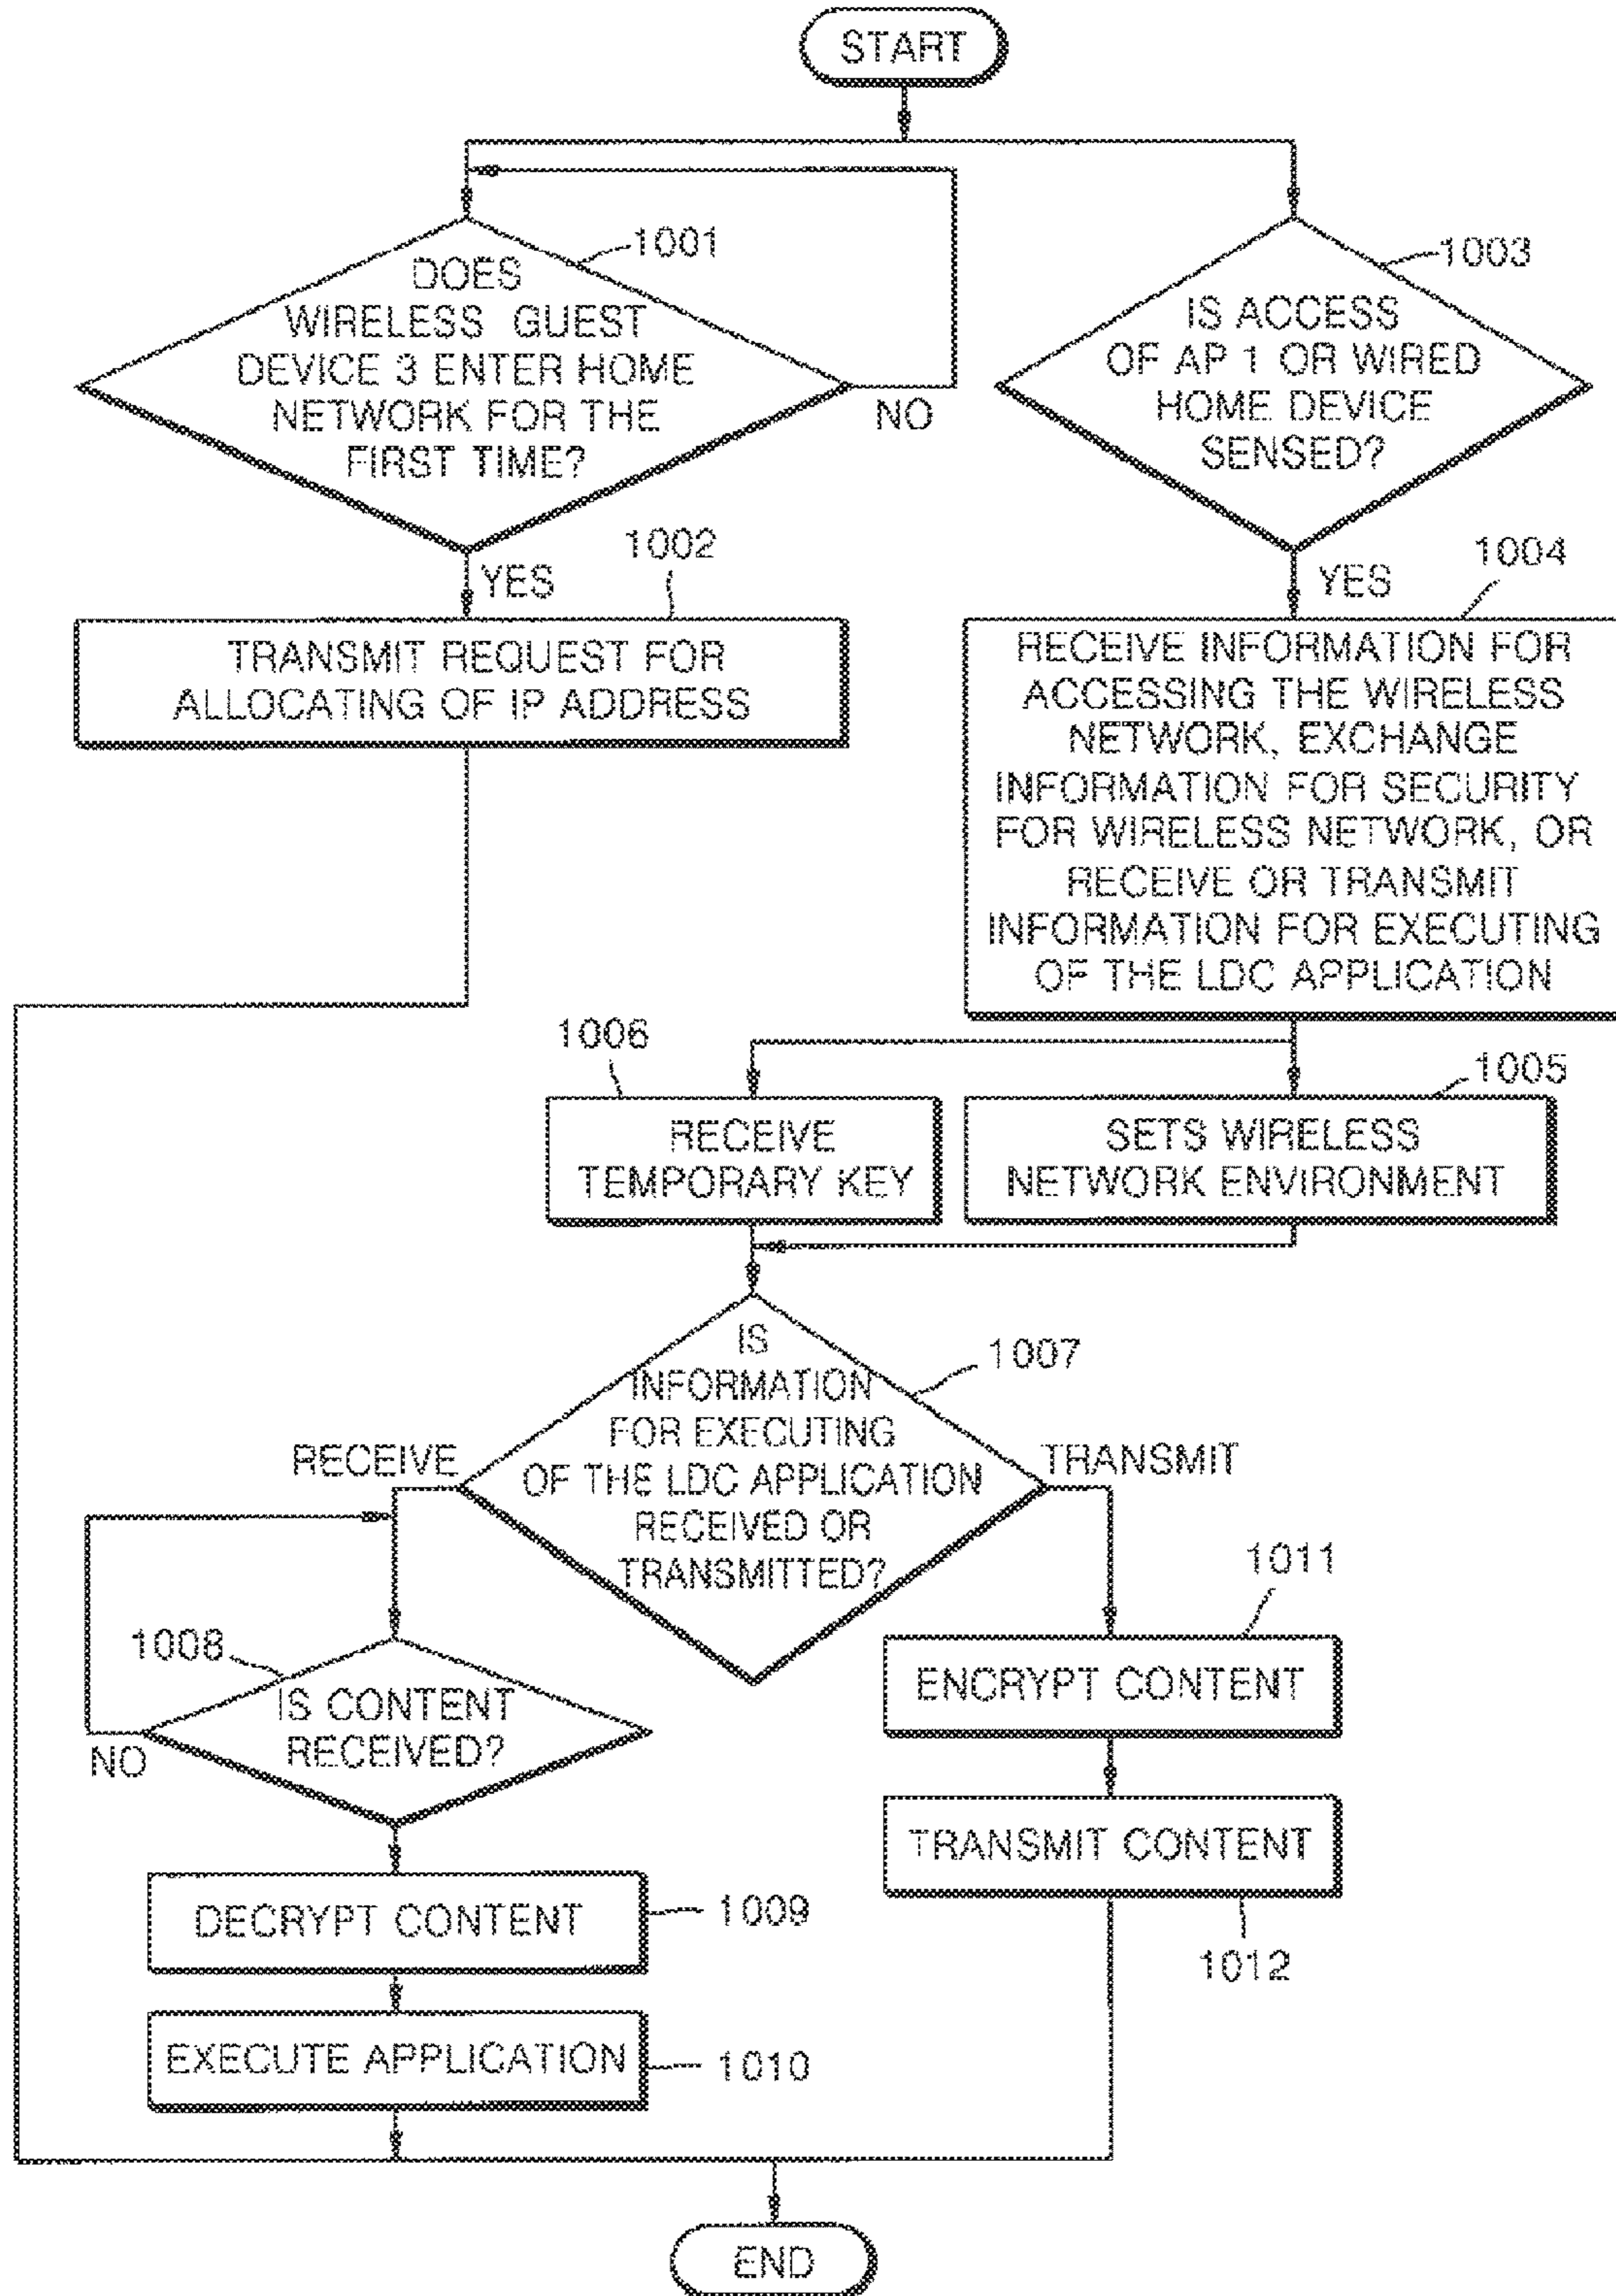 START
1001
DOES
WIRELESS GUEST
DEVICE 3 ENTER HOME
NETWORK FOR THE
FIRST TIME?
NO
1003
IS ACCESS
OF AP 1 OR WIRED
HOME DEVICE
SENSED?
YES
1002
TRANSMIT REQUEST FOR
ALLOCATING OF IP ADDRESS
YES
1004
RECEIVE INFORMATION FOR
ACCESSING THE WIRELESS
NETWORK, EXCHANGE
INFORMATION FOR SECURITY
FOR WIRELESS NETWORK, OR
RECEIVE OR TRANSMIT
INFORMATION FOR EXECUTING
OF THE LDC APPLICATION
1006
RECEIVE
TEMPORARY KEY
1005
SETS WIRELESS
NETWORK ENVIRONMENT
1007
IS
INFORMATION
FOR EXECUTING
OF THE LDC APPLICATION
RECEIVED OR
TRANSMITTED?
RECEIVE
TRANSMIT
1008
IS CONTENT
RECEIVED?
NO
1011
ENCRYPT CONTENT
TRANSMIT CONTENT
1012
DECRYPT CONTENT
1009
EXECUTE APPLICATION
1010
END